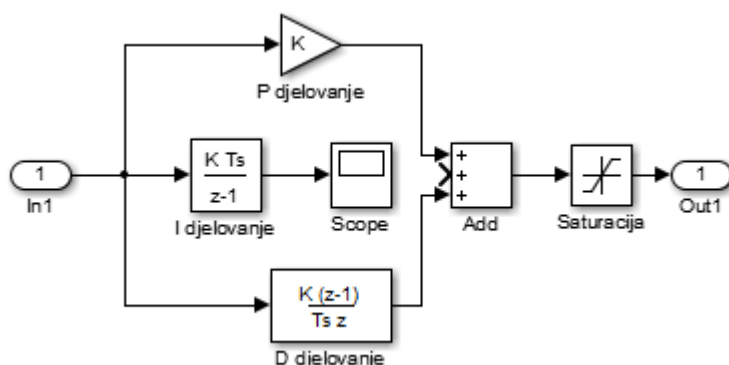 K
P djelovanje
1
In1
K Ts
z-1
I djelovanje
Scope
+
+
+
Add
Saturacija
1
Out1
K (z-1)
Ts z
D djelovanje